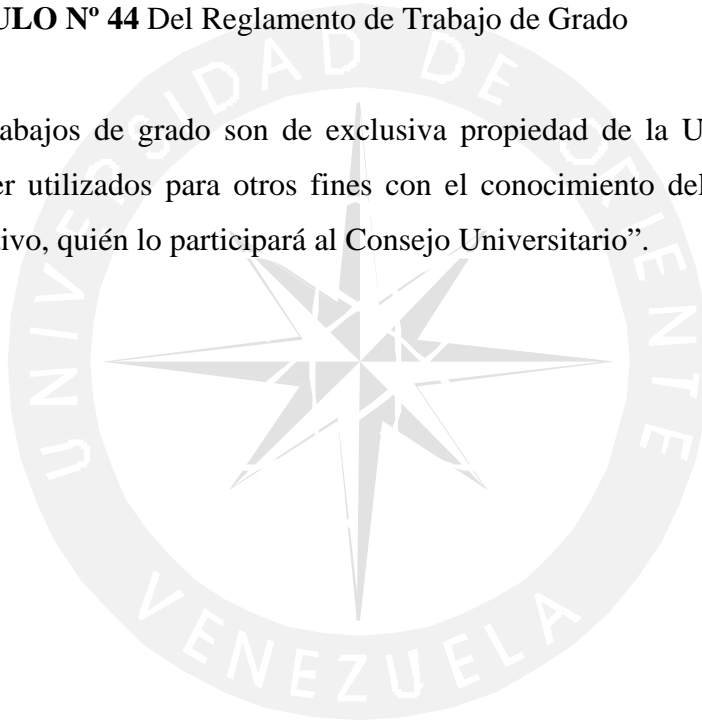 ULO Nº 44 Del Reglamento de Trabajo de Grado
abajos de grado son de exclusiva propiedad de la U
er utilizados para otros fines con el conocimiento del
tivo, quién lo participará al Consejo Universitario”.
UNIVERSIDAD DE ORIENTE
VENEZUELA